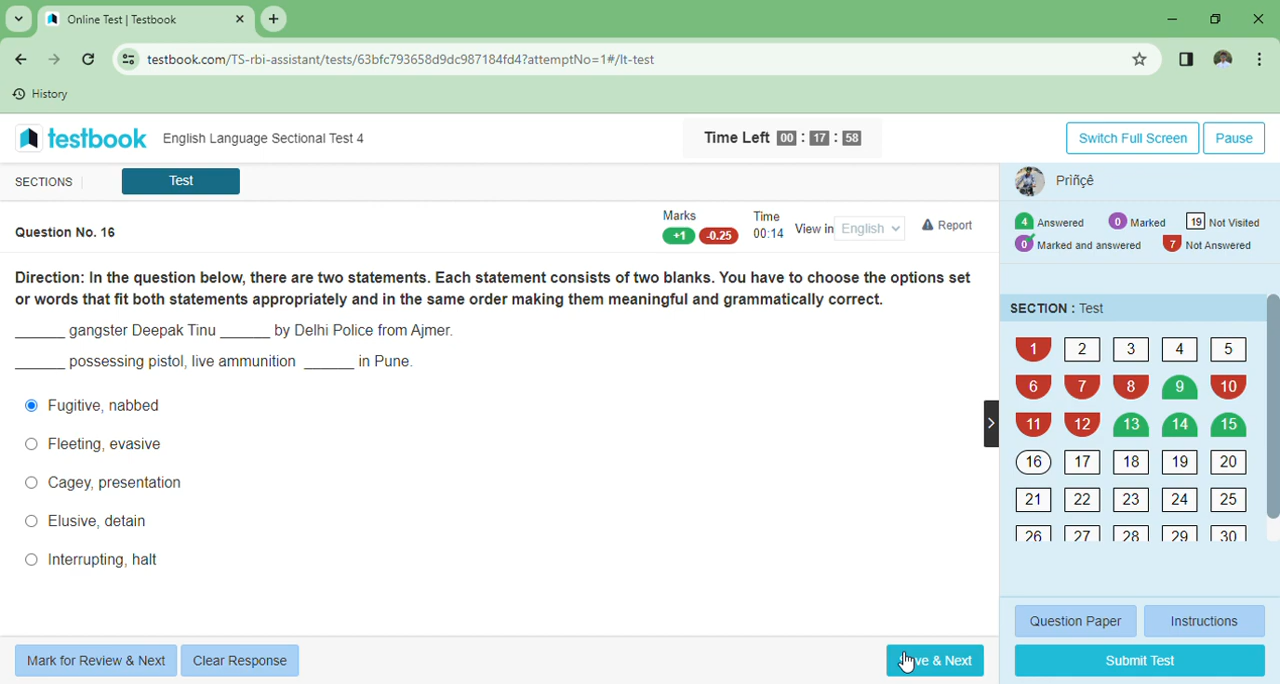 Online Test | Testbook
testbook.com/TS-rbi-assistant/tests/63bfc793658d9dc987184fd4?attemptNo=1#/lt-test
History
testbook English Language Sectional Test 4 Time Left 00 : 17 : 58 Switch Full Screen Pause
SECTIONS Test Priñçê
Question No. 16 Marks +1 -0.25 Time 00:14 View in English Report
4 Answered 0 Marked 19 Not Visited
0 Marked and answered 7 Not Answered
Direction: In the question below, there are two statements. Each statement consists of two blanks. You have to choose the options set
or words that fit both statements appropriately and in the same order making them meaningful and grammatically correct.
______ gangster Deepak Tinu ______ by Delhi Police from Ajmer.
______ possessing pistol, live ammunition ______ in Pune.
Fugitive, nabbed
Fleeting, evasive
Cagey, presentation
Elusive, detain
Interrupting, halt
SECTION : Test
1 2 3 4 5
6 7 8 9 10
11 12 13 14 15
16 17 18 19 20
21 22 23 24 25
26 27 28 29 30
Question Paper Instructions
Mark for Review & Next Clear Response & Next Submit Test